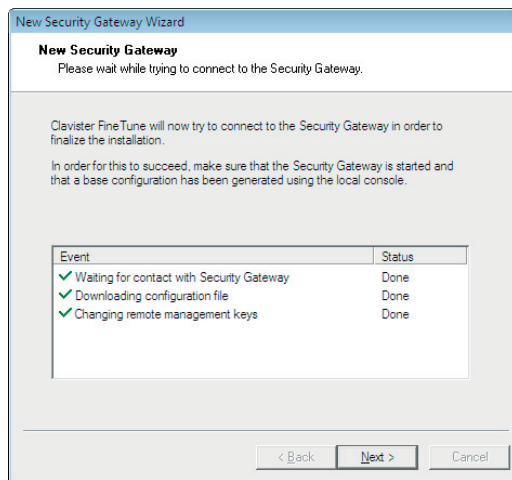 New Security Gateway Wizard
New Security Gateway
Please wait while trying to connect to the Security Gateway.
Clavister FineTune will now try to connect to the Security Gateway in order to
finalize the installation.
In order for this to succeed, make sure that the Security Gateway is started and
that a base configuration has been generated using the local console.
Event Status
Waiting for contact with Security Gateway Done
Downloading configuration file Done
Changing remote management keys Done
< Back Next > Cancel